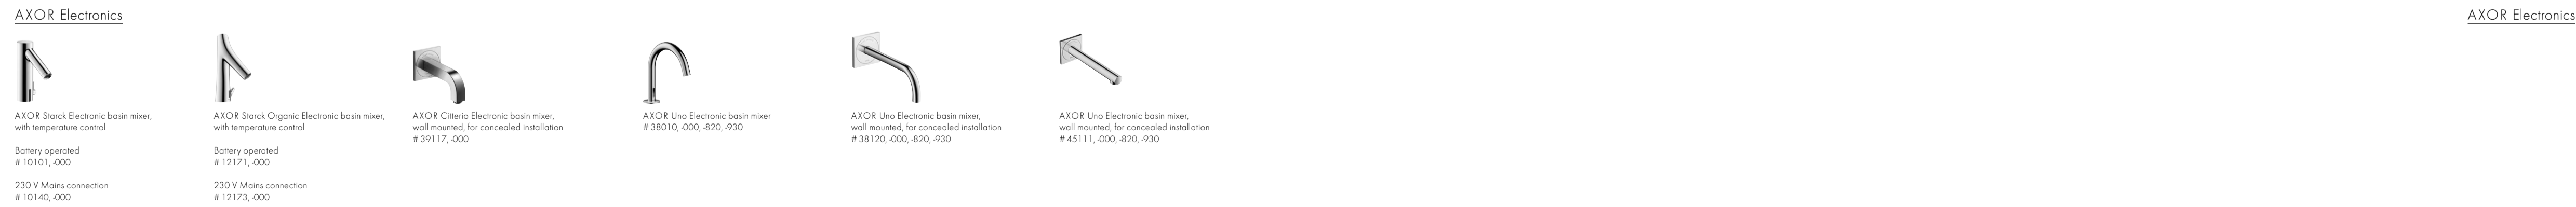 AXOR Electronics
AXOR Electronics
AXOR Starck Electronic basin mixer,
with temperature control
Battery operated
# 10101, -000
230 V Mains connection
# 10140, -000
AXOR Starck Organic Electronic basin mixer,
with temperature control
Battery operated
# 12171, -000
230 V Mains connection
# 12173, -000
AXOR Citterio Electronic basin mixer,
wall mounted, for concealed installation
# 39117, -000
AXOR Uno Electronic basin mixer
# 38010, -000, -820, -930
AXOR Uno Electronic basin mixer,
wall mounted, for concealed installation
# 38120, -000, -820, -930
AXOR Uno Electronic basin mixer,
wall mounted, for concealed installation
# 45111, -000, -820, -930